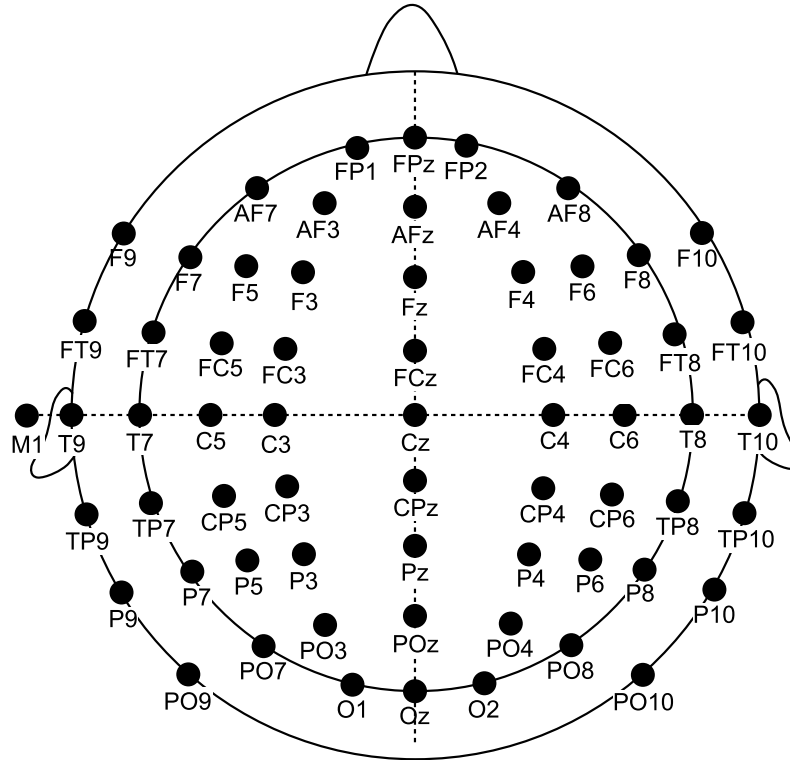 FP1 FPz FP2
AF7 AF3 AFz AF4 AF8
F9 F7 F5 F3 Fz F4 F6 F8 F10
FT9 FT7 FC5 FC3 FCz FC4 FC6 FT8 FT10
M1 T9 T7 C5 C3 Cz C4 C6 T8 T10
TP9 TP7 CP5 CP3 CPz CP4 CP6 TP8 TP10
P9 P7 P5 P3 Pz P4 P6 P8 P10
PO9 PO7 PO3 POz PO4 PO8 PO10
O1 Oz O2